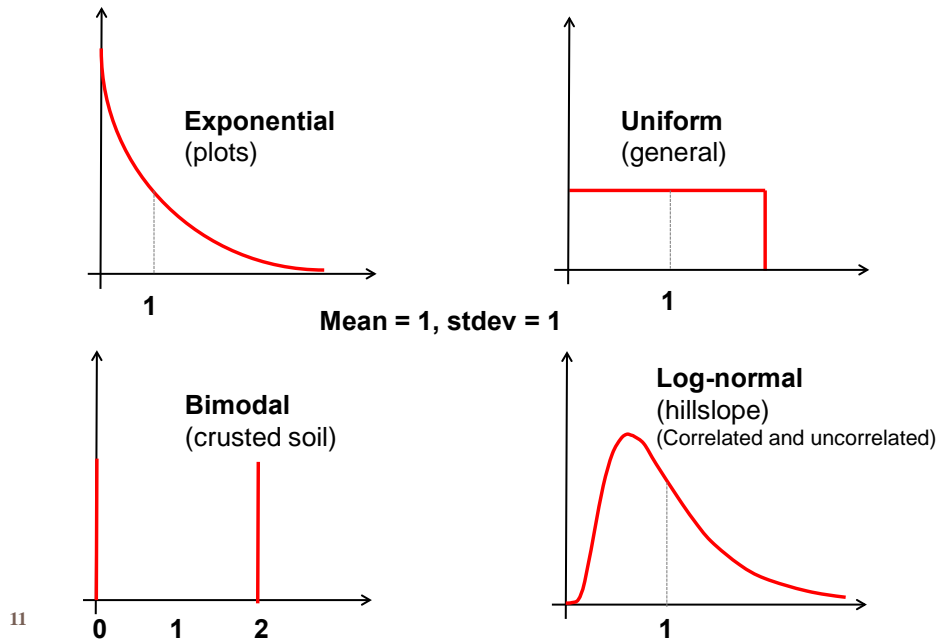 Exponential
(plots)
1
Uniform
(general)
1
Mean = 1, stdev = 1
Bimodal
(crusted soil)
0 1 2
Log-normal
(hillslope)
(Correlated and uncorrelated)
1
11